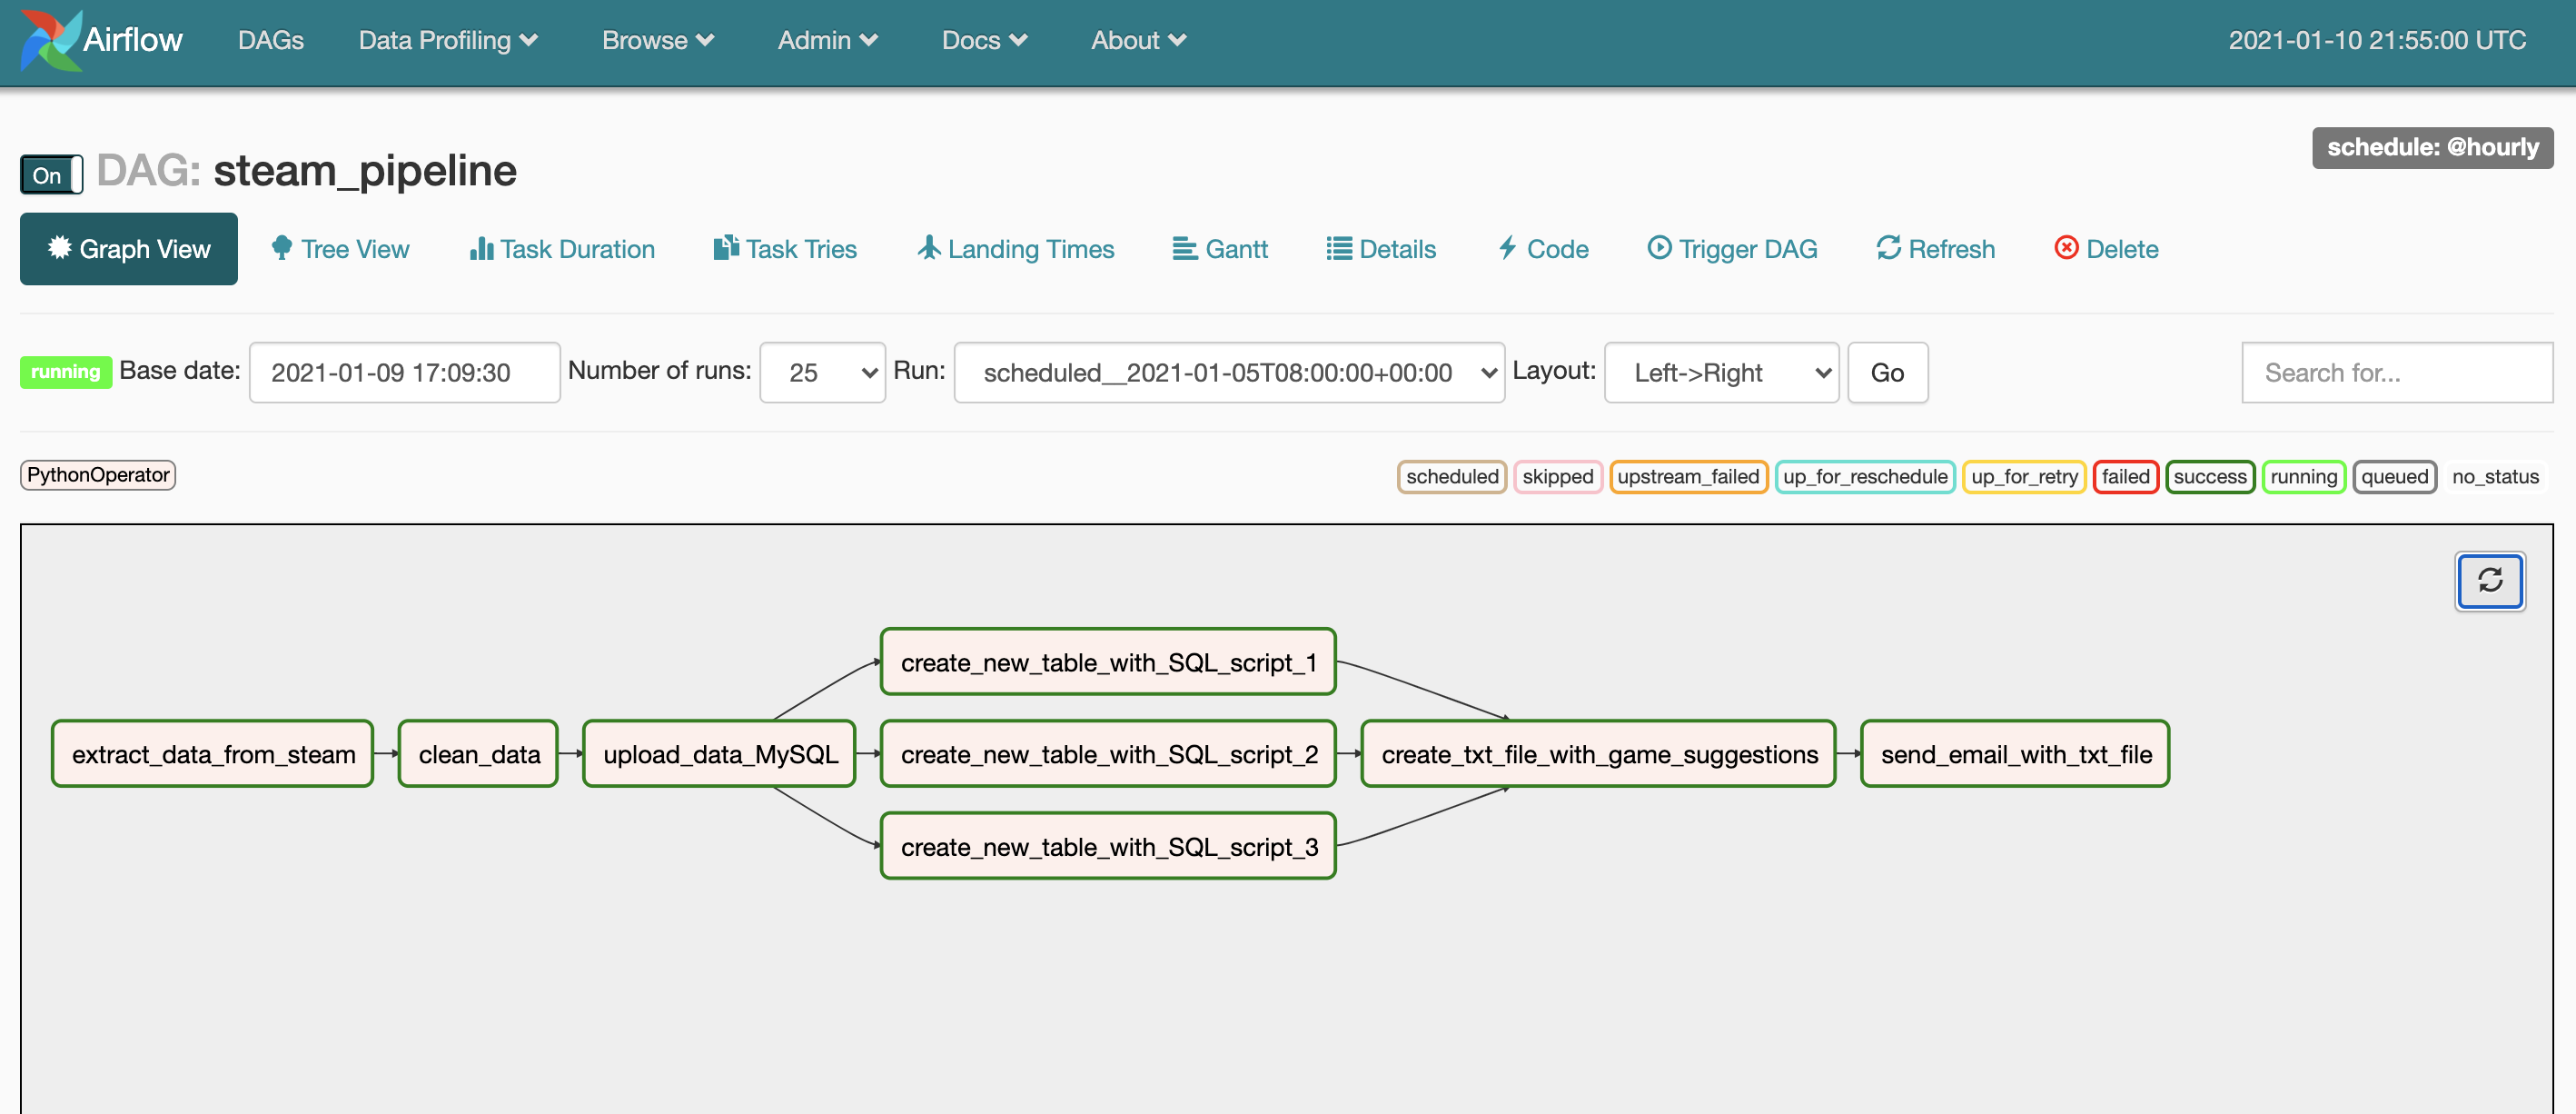 Airflow DAGs Data Profiling Browse Admin Docs About 2021-01-10 21:55:00 UTC
schedule: @hourly
On DAG: steam_pipeline
Graph View Tree View Task Duration Task Tries Landing Times Gantt Details Code Trigger DAG Refresh Delete
running Base date: 2021-01-09 17:09:30 Number of runs: 25 Run: scheduled__2021-01-05T08:00:00+00:00 Layout: Left->Right Go Search for...
PythonOperator scheduled skipped upstream_failed up_for_reschedule up_for_retry failed success running queued no_status
create_new_table_with_SQL_script_1
extract_data_from_steam clean_data upload_data_MySQL create_new_table_with_SQL_script_2 create_txt_file_with_game_suggestions send_email_with_txt_file
create_new_table_with_SQL_script_3